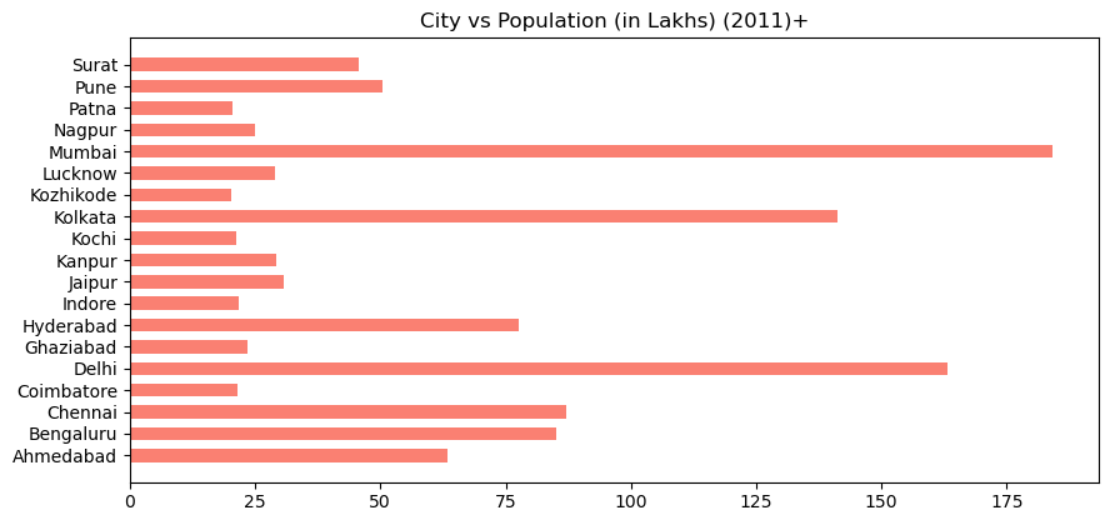 City vs Population (in Lakhs) (2011)+
Surat
Pune
Patna
Nagpur
Mumbai
Lucknow
Kozhikode
Kolkata
Kochi
Kanpur
Jaipur
Indore
Hyderabad
Ghaziabad
Delhi
Coimbatore
Chennai
Bengaluru
Ahmedabad
0 25 50 75 100 125 150 175